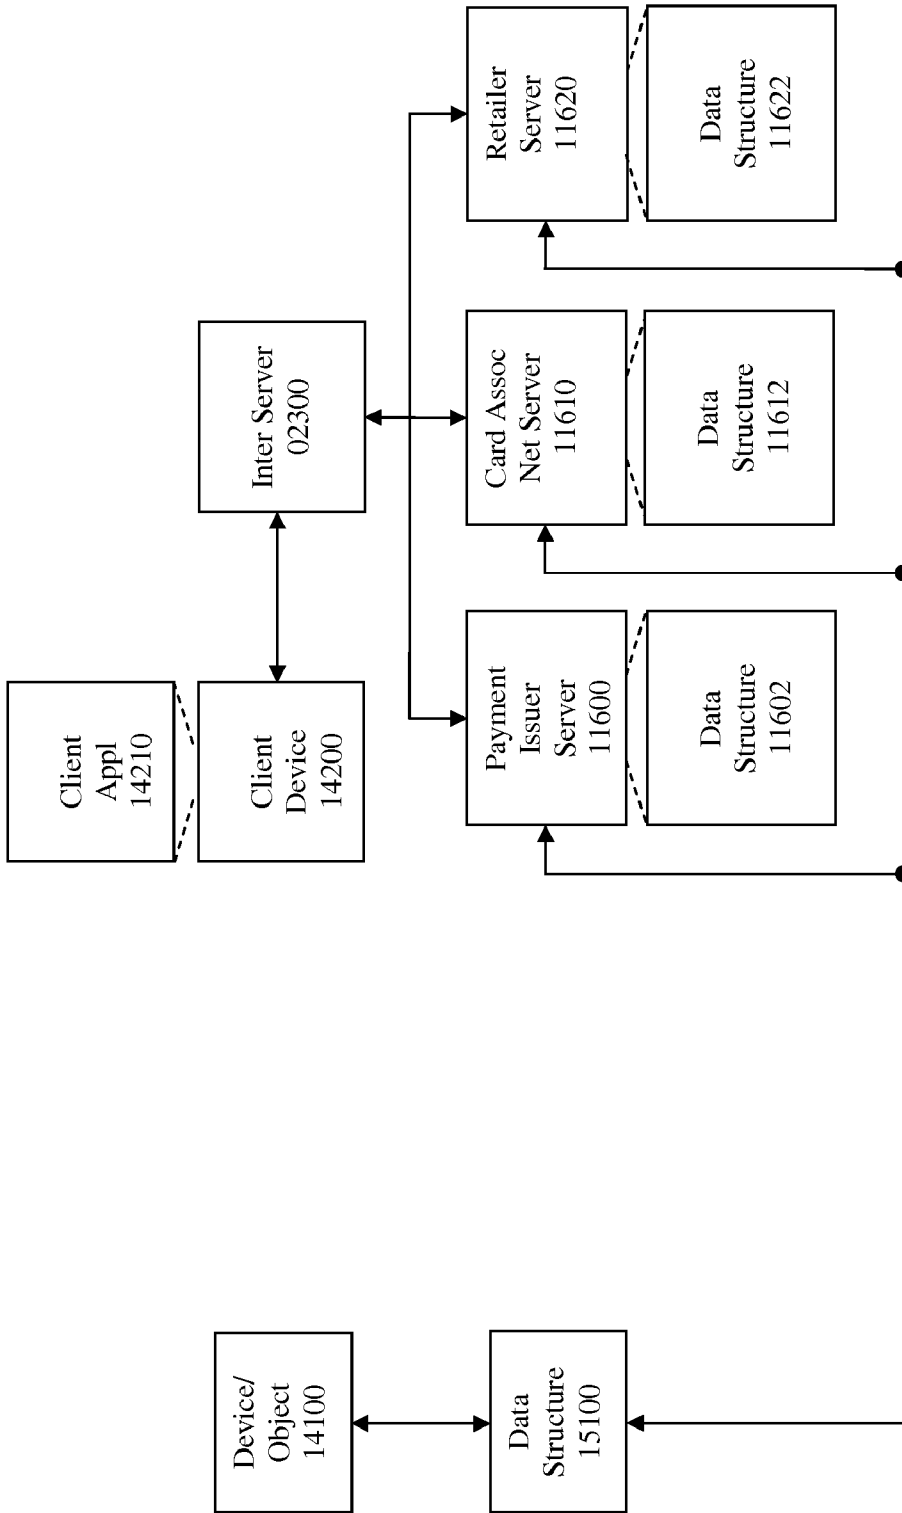 Client
Appl
14210
Client
Device
14200
Inter Server
02300
Device/
Object
14100
Data
Structure
15100
Payment
Issuer
Server
11600
Card Assoc
Net Server
11610
Retailer
Server
11620
Data
Structure
11602
Data
Structure
11612
Data
Structure
11622